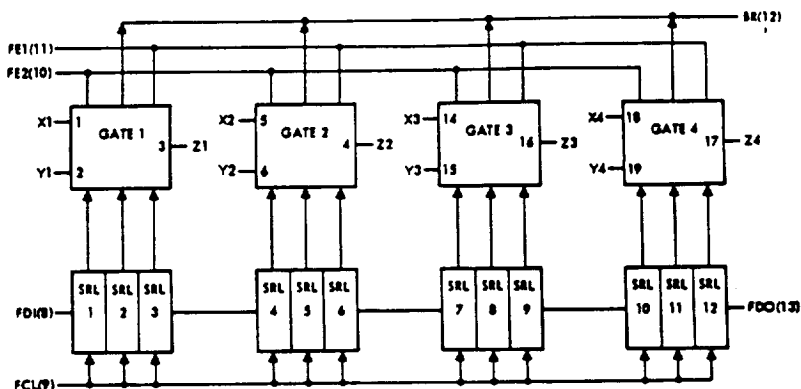 BR(12)
FE1(11)
FE2(10)
X1
1
GATE 1
3
Z1
Y1
2
X2
5
GATE 2
4
Z2
Y2
6
X3
14
GATE 3
16
Z3
Y3
15
X4
18
GATE 4
17
Z4
Y4
19
SRL
1
SRL
2
SRL
3
SRL
4
SRL
5
SRL
6
SRL
7
SRL
8
SRL
9
SRL
10
SRL
11
SRL
12
FDI(8)
FDO(13)
FCL(9)